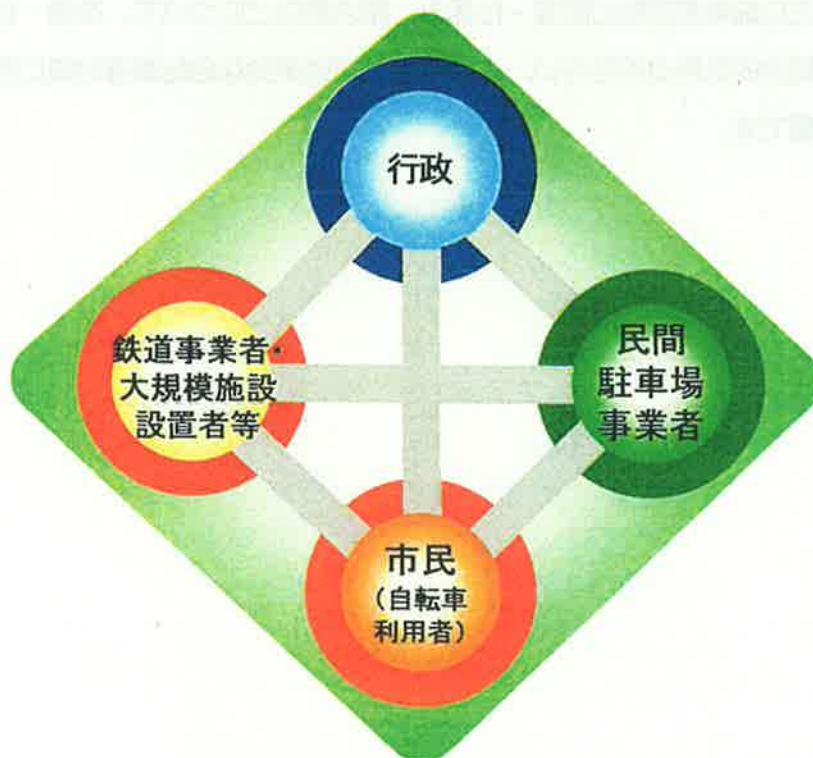 行政
鉄道事業者・
大規模施設
設置者等
民間
駐車場
事業者
市民
(自転車
利用者)